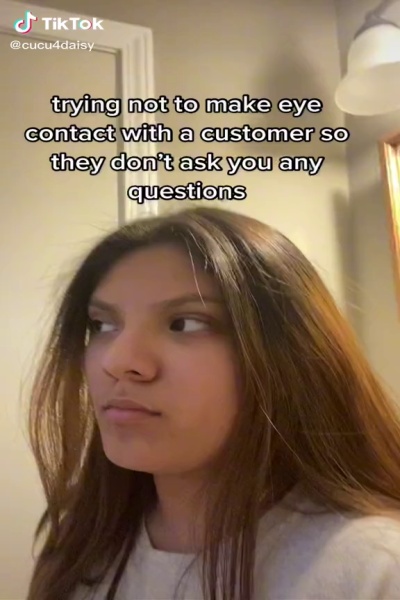 TikTok
@cucu4daisy
trying not to make eye
contact with a customer so
they don't ask you any
questions